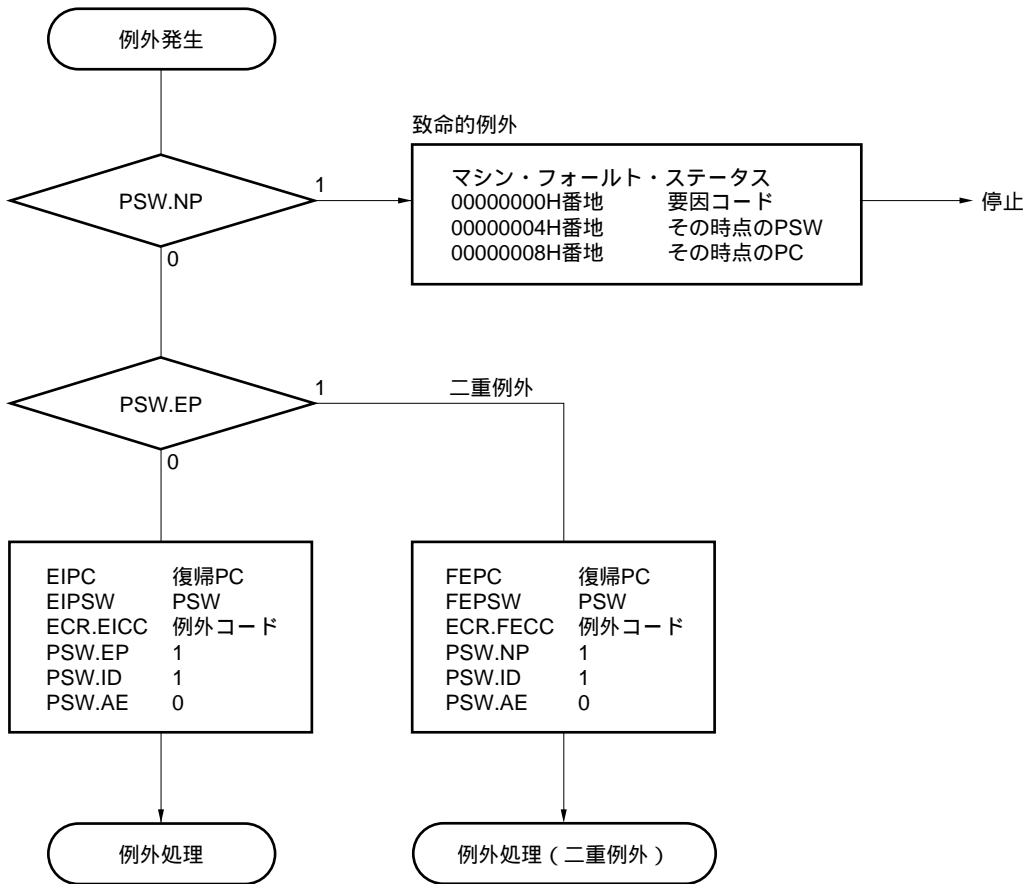 例外発生
致命的例外
PSW.NP
1
0
マシン・フォールト・ステータス
00000000H番地 要因コード
00000004H番地 その時点のPSW
00000008H番地 その時点のPC
停止
PSW.EP
1
二重例外
0
EIPC 復帰PC
EIPSW PSW
ECR.EICC 例外コード
PSW.EP 1
PSW.ID 1
PSW.AE 0
FEPC 復帰PC
FEPSW PSW
ECR.FECC 例外コード
PSW.NP 1
PSW.ID 1
PSW.AE 0
例外処理
例外処理（二重例外）